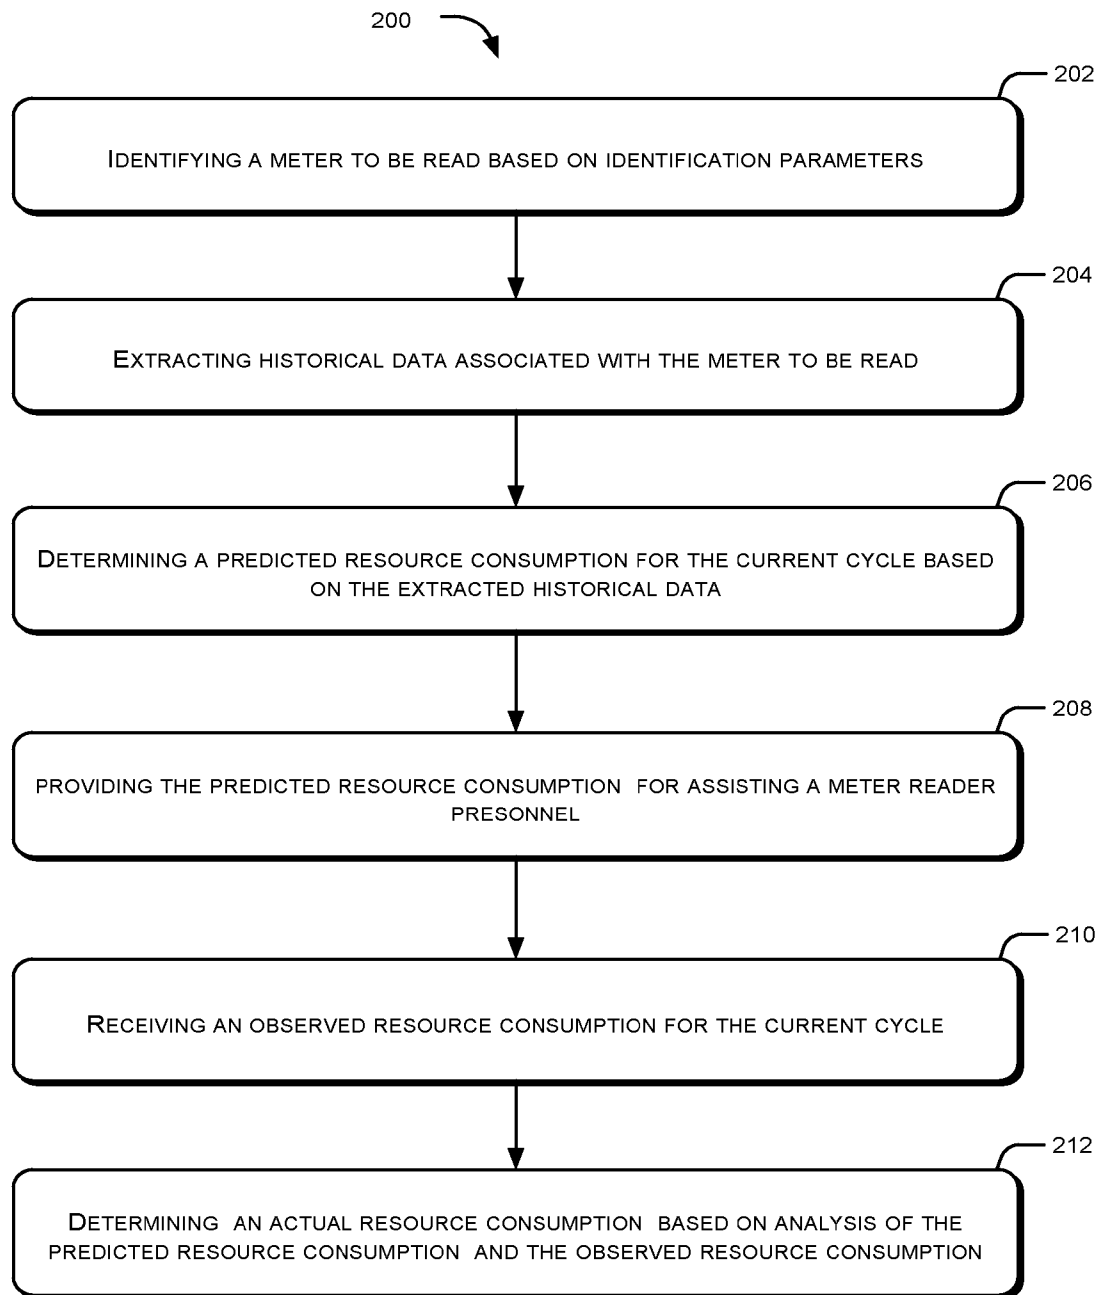 200
202
IDENTIFYING A METER TO BE READ BASED ON IDENTIFICATION PARAMETERS
204
EXTRACTING HISTORICAL DATA ASSOCIATED WITH THE METER TO BE READ
206
DETERMINING A PREDICTED RESOURCE CONSUMPTION FOR THE CURRENT CYCLE BASED
ON THE EXTRACTED HISTORICAL DATA
208
PROVIDING THE PREDICTED RESOURCE CONSUMPTION FOR ASSISTING A METER READER
PRESONNEL
210
RECEIVING AN OBSERVED RESOURCE CONSUMPTION FOR THE CURRENT CYCLE
212
DETERMINING AN ACTUAL RESOURCE CONSUMPTION BASED ON ANALYSIS OF THE
PREDICTED RESOURCE CONSUMPTION AND THE OBSERVED RESOURCE CONSUMPTION